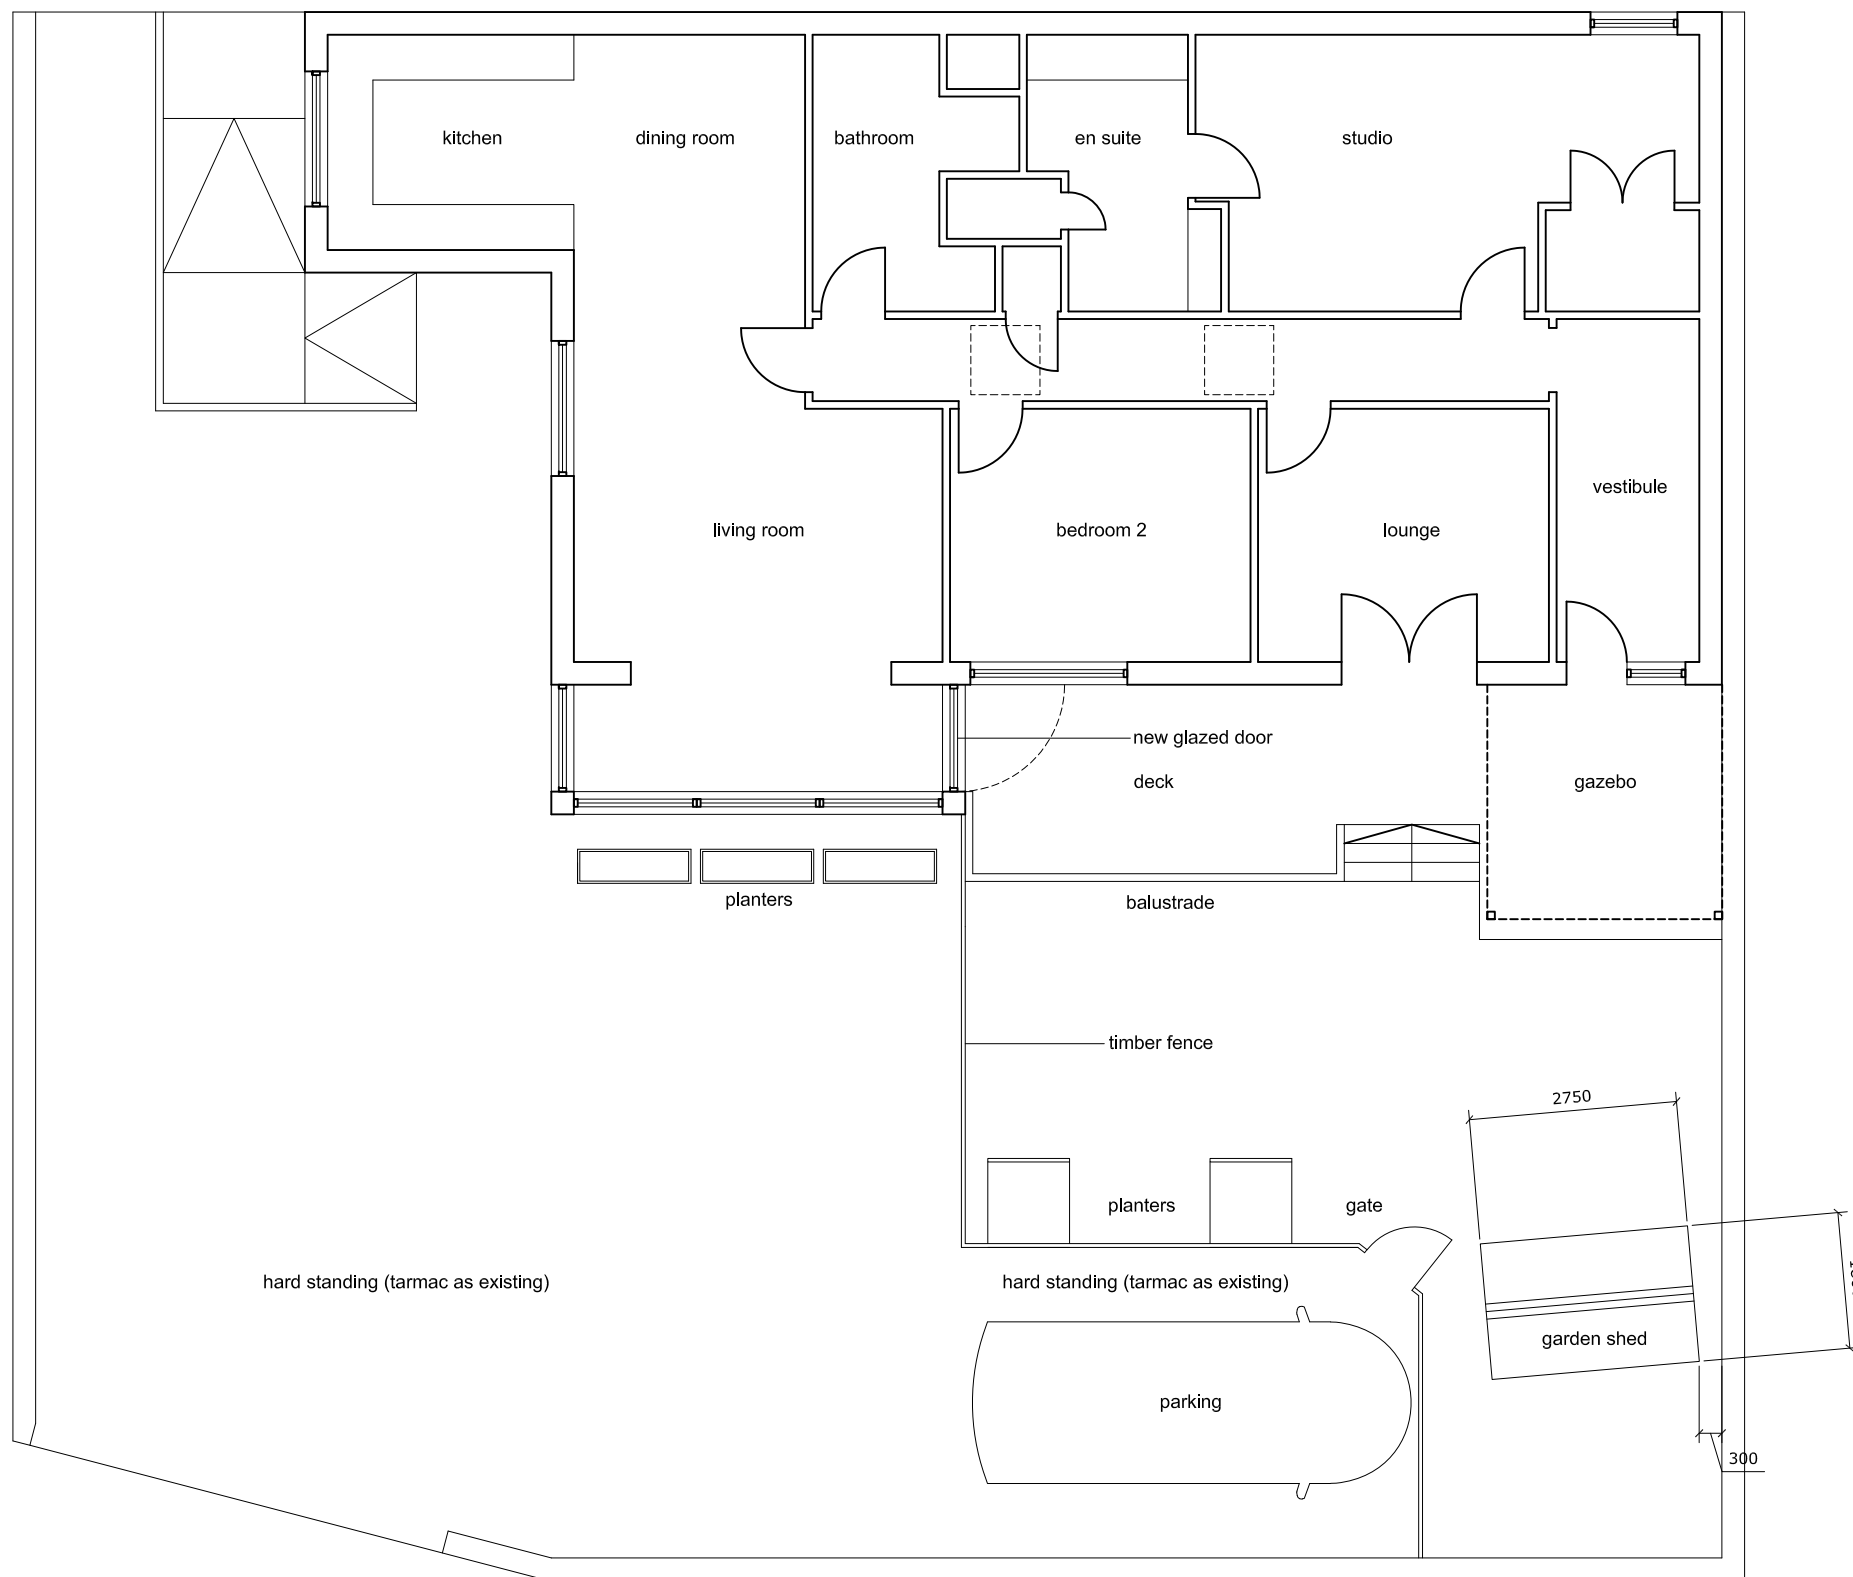 kitchen
dining room
bathroom
en suite
studio
vestibule
living room
bedroom 2
lounge
new glazed door
deck
gazebo
planters
balustrade
timber fence
2750
planters
gate
hard standing (tarmac as existing)
hard standing (tarmac as existing)
garden shed
parking
300